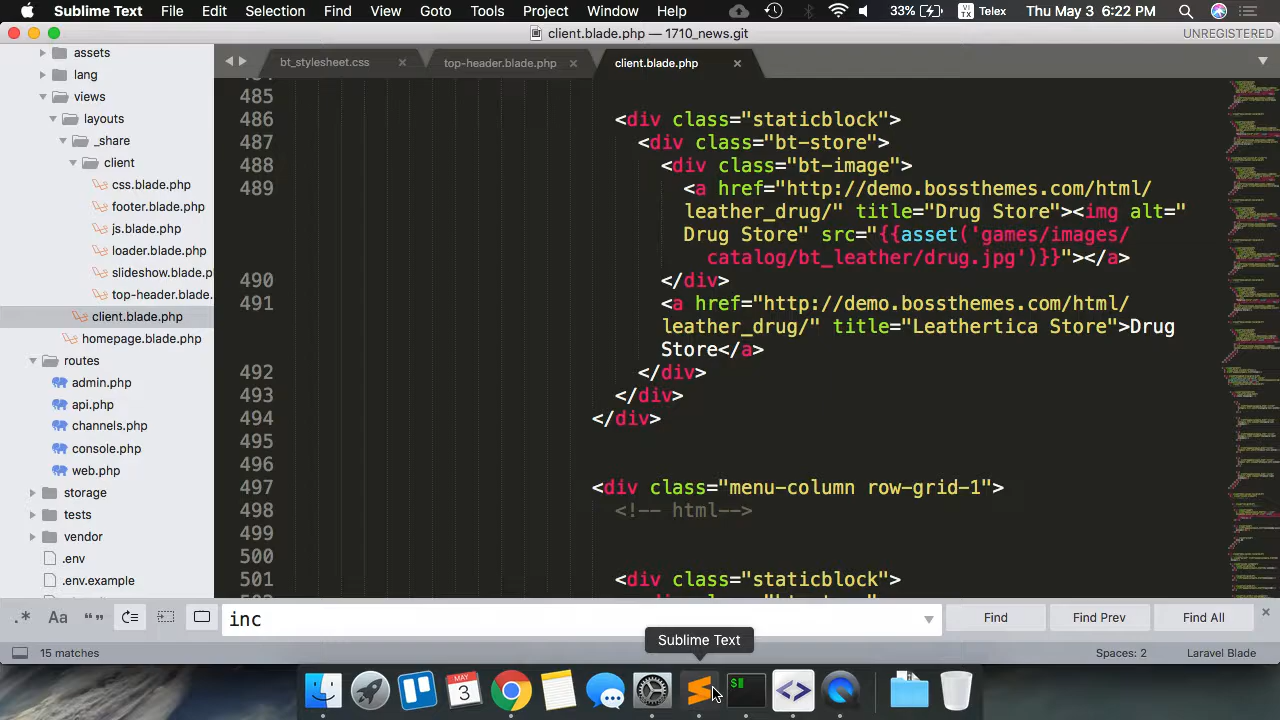 Sublime Text File Edit Selection Find View Goto Tools Project Window Help 33% VI TX Telex Thu May 3 6:22 PM
client.blade.php — 1710_news.git UNREGISTERED
bt_stylesheet.css top-header.blade.php client.blade.php
assets
lang
views
layouts
_share
client
css.blade.php
footer.blade.php
js.blade.php
loader.blade.php
slideshow.blade.p
top-header.blade.
client.blade.php
homepage.blade.php
routes
admin.php
api.php
channels.php
console.php
web.php
storage
tests
vendor
.env
.env.example
485
486 <div class="staticblock">
487 <div class="bt-store">
488 <div class="bt-image">
489 <a href="http://demo.bossthemes.com/html/
leather_drug/" title="Drug Store"><img alt="
Drug Store" src="{{asset('games/images/
catalog/bt_leather/drug.jpg')}}"></a>
490 </div>
491 <a href="http://demo.bossthemes.com/html/
leather_drug/" title="Leathertica Store">Drug
Store</a>
492 </div>
493 </div>
494 </div>
495
496
497 <div class="menu-column row-grid-1">
498 <!-- html-->
499
500
501 <div class="staticblock">
.* Aa "" inc Find Find Prev Find All
Sublime Text
15 matches Spaces: 2 Laravel Blade
MAY
3
$